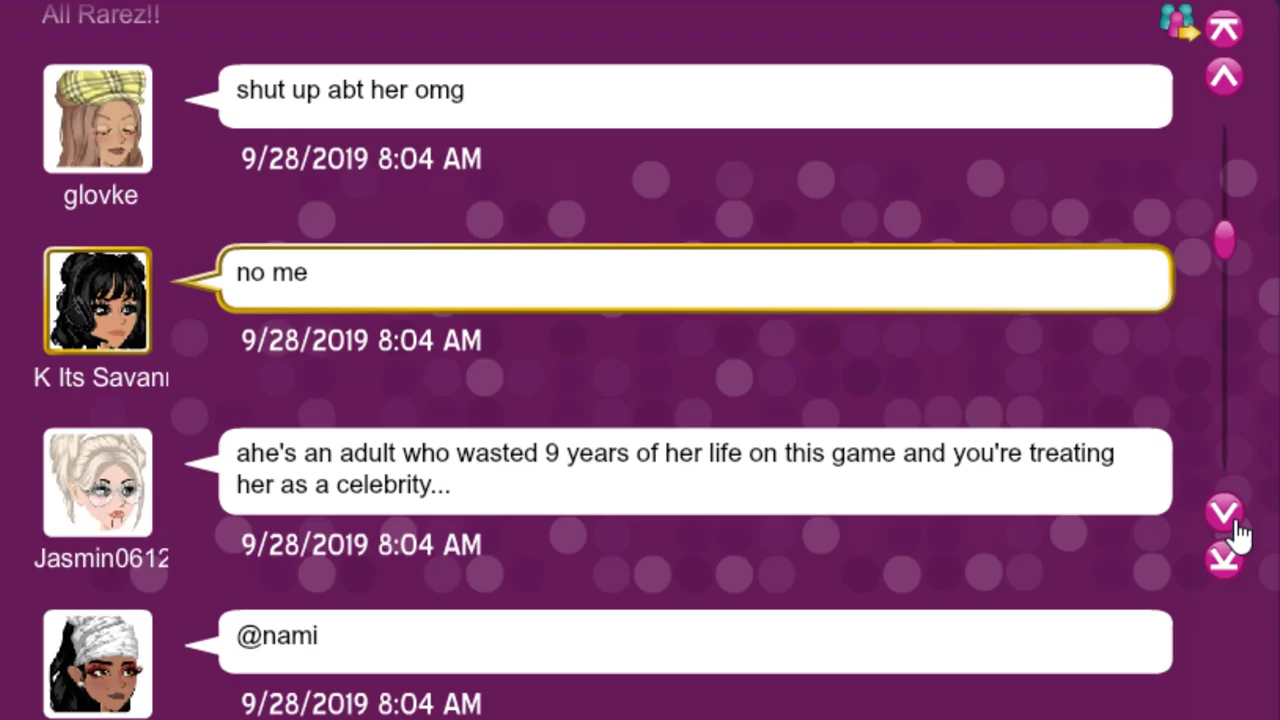 All Rarez!!
shut up abt her omg
9/28/2019 8:04 AM
glovke
no me
9/28/2019 8:04 AM
K Its Savann
ahe's an adult who wasted 9 years of her life on this game and you're treating
her as a celebrity...
9/28/2019 8:04 AM
Jasmin0612
@nami
9/28/2019 8:04 AM